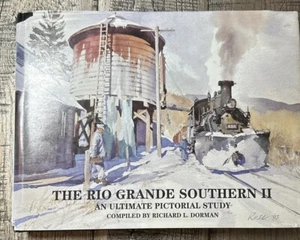 THE RIO GRANDE SOUTHERN II
AN ULTIMATE PICTORIAL STUDY
COMPILED BY RICHARD L. DORMAN